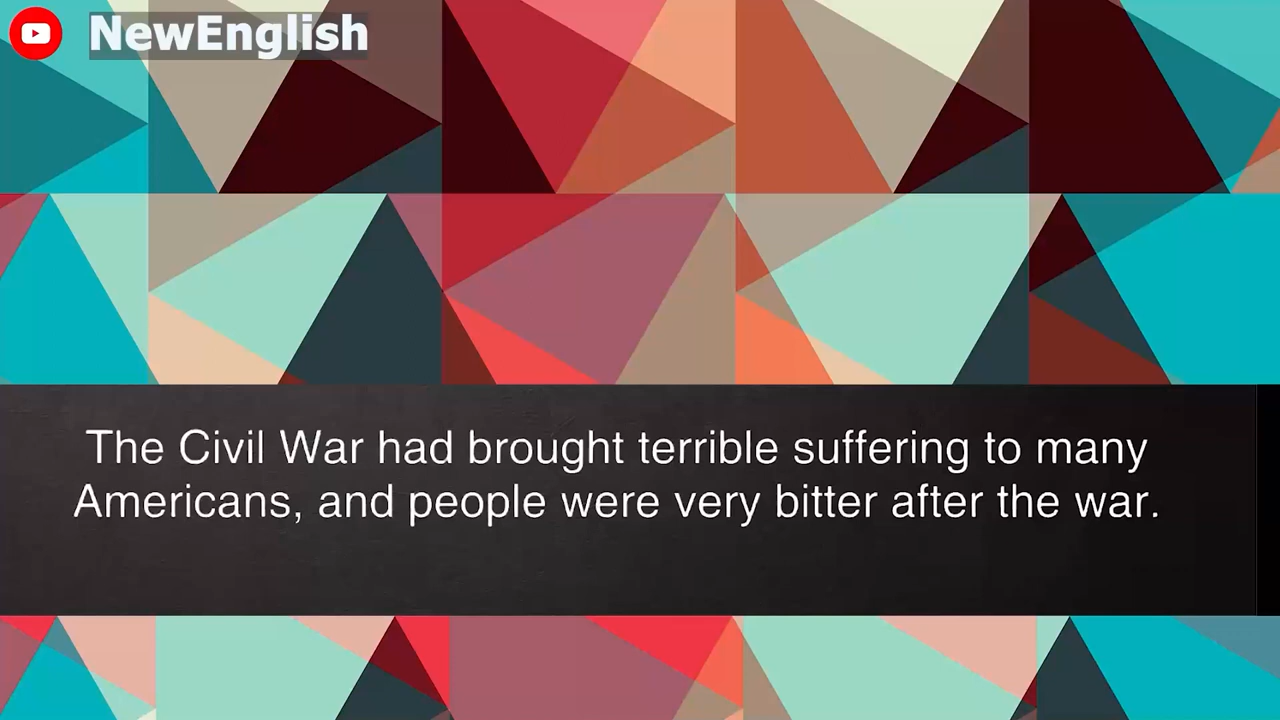 NewEnglish
The Civil War had brought terrible suffering to many
Americans, and people were very bitter after the war.